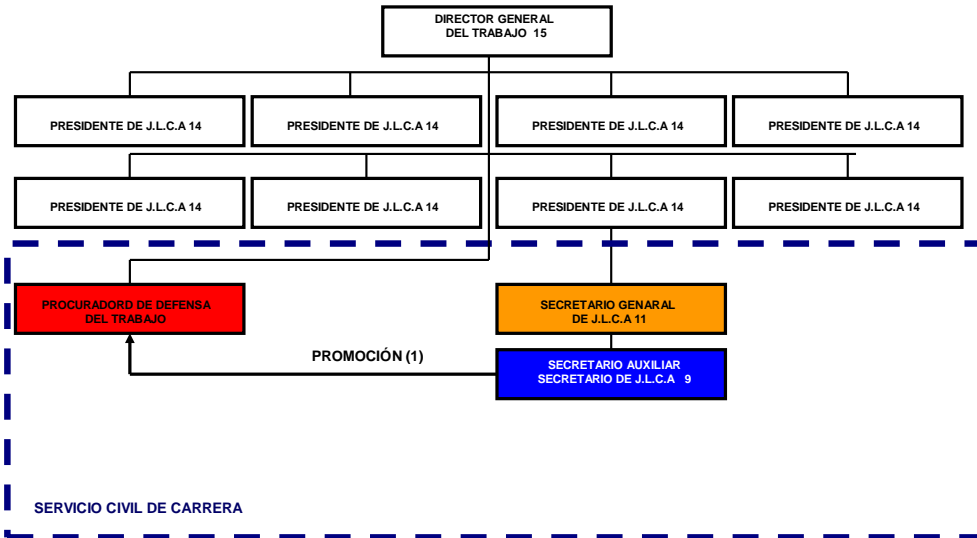 DIRECTOR GENERAL
DEL TRABAJO 15
PRESIDENTE DE J.L.C.A 14
PRESIDENTE DE J.L.C.A 14
PRESIDENTE DE J.L.C.A 14
PRESIDENTE DE J.L.C.A 14
PRESIDENTE DE J.L.C.A 14
PRESIDENTE DE J.L.C.A 14
PRESIDENTE DE J.L.C.A 14
PRESIDENTE DE J.L.C.A 14
PROCURADORD DE DEFENSA
DEL TRABAJO
SECRETARIO GENARAL
DE J.L.C.A 11
PROMOCIÓN (1)
SECRETARIO AUXILIAR
SECRETARIO DE J.L.C.A 9
SERVICIO CIVIL DE CARRERA